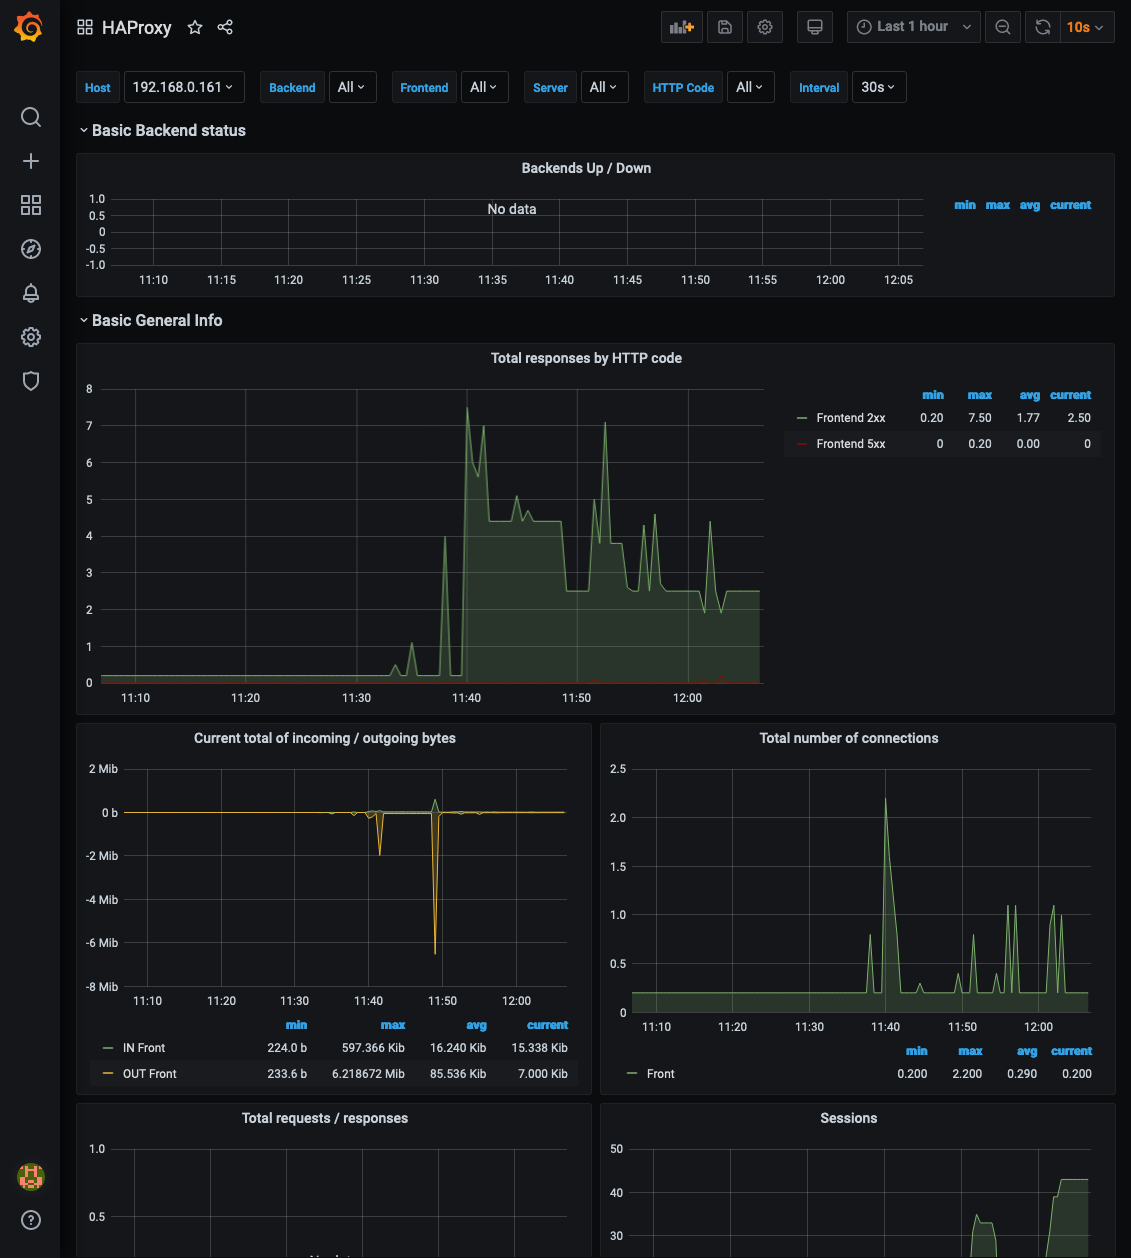 HAProxy
Last 1 hour
10s
Host 192.168.0.161 Backend All Frontend All Server All HTTP Code All Interval 30s
Basic Backend status
Backends Up / Down
1.0
0.5
0
-0.5
-1.0
No data
min max avg current
11:10 11:15 11:20 11:25 11:30 11:35 11:40 11:45 11:50 11:55 12:00 12:05
Basic General Info
Total responses by HTTP code
8
7
6
5
4
3
2
1
0
11:10 11:20 11:30 11:40 11:50 12:00
min max avg current
Frontend 2xx 0.20 7.50 1.77 2.50
Frontend 5xx 0 0.20 0.00 0
Current total of incoming / outgoing bytes
2 Mib
0 b
-2 Mib
-4 Mib
-6 Mib
-8 Mib
11:10 11:20 11:30 11:40 11:50 12:00
min max avg current
IN Front 224.0 b 597.366 Kib 16.240 Kib 15.338 Kib
OUT Front 233.6 b 6.218672 Mib 85.536 Kib 7.000 Kib
Total number of connections
2.5
2.0
1.5
1.0
0.5
0
11:10 11:20 11:30 11:40 11:50 12:00
min max avg current
Front 0.200 2.200 0.290 0.200
Total requests / responses
1.0
0.5
Sessions
50
40
30